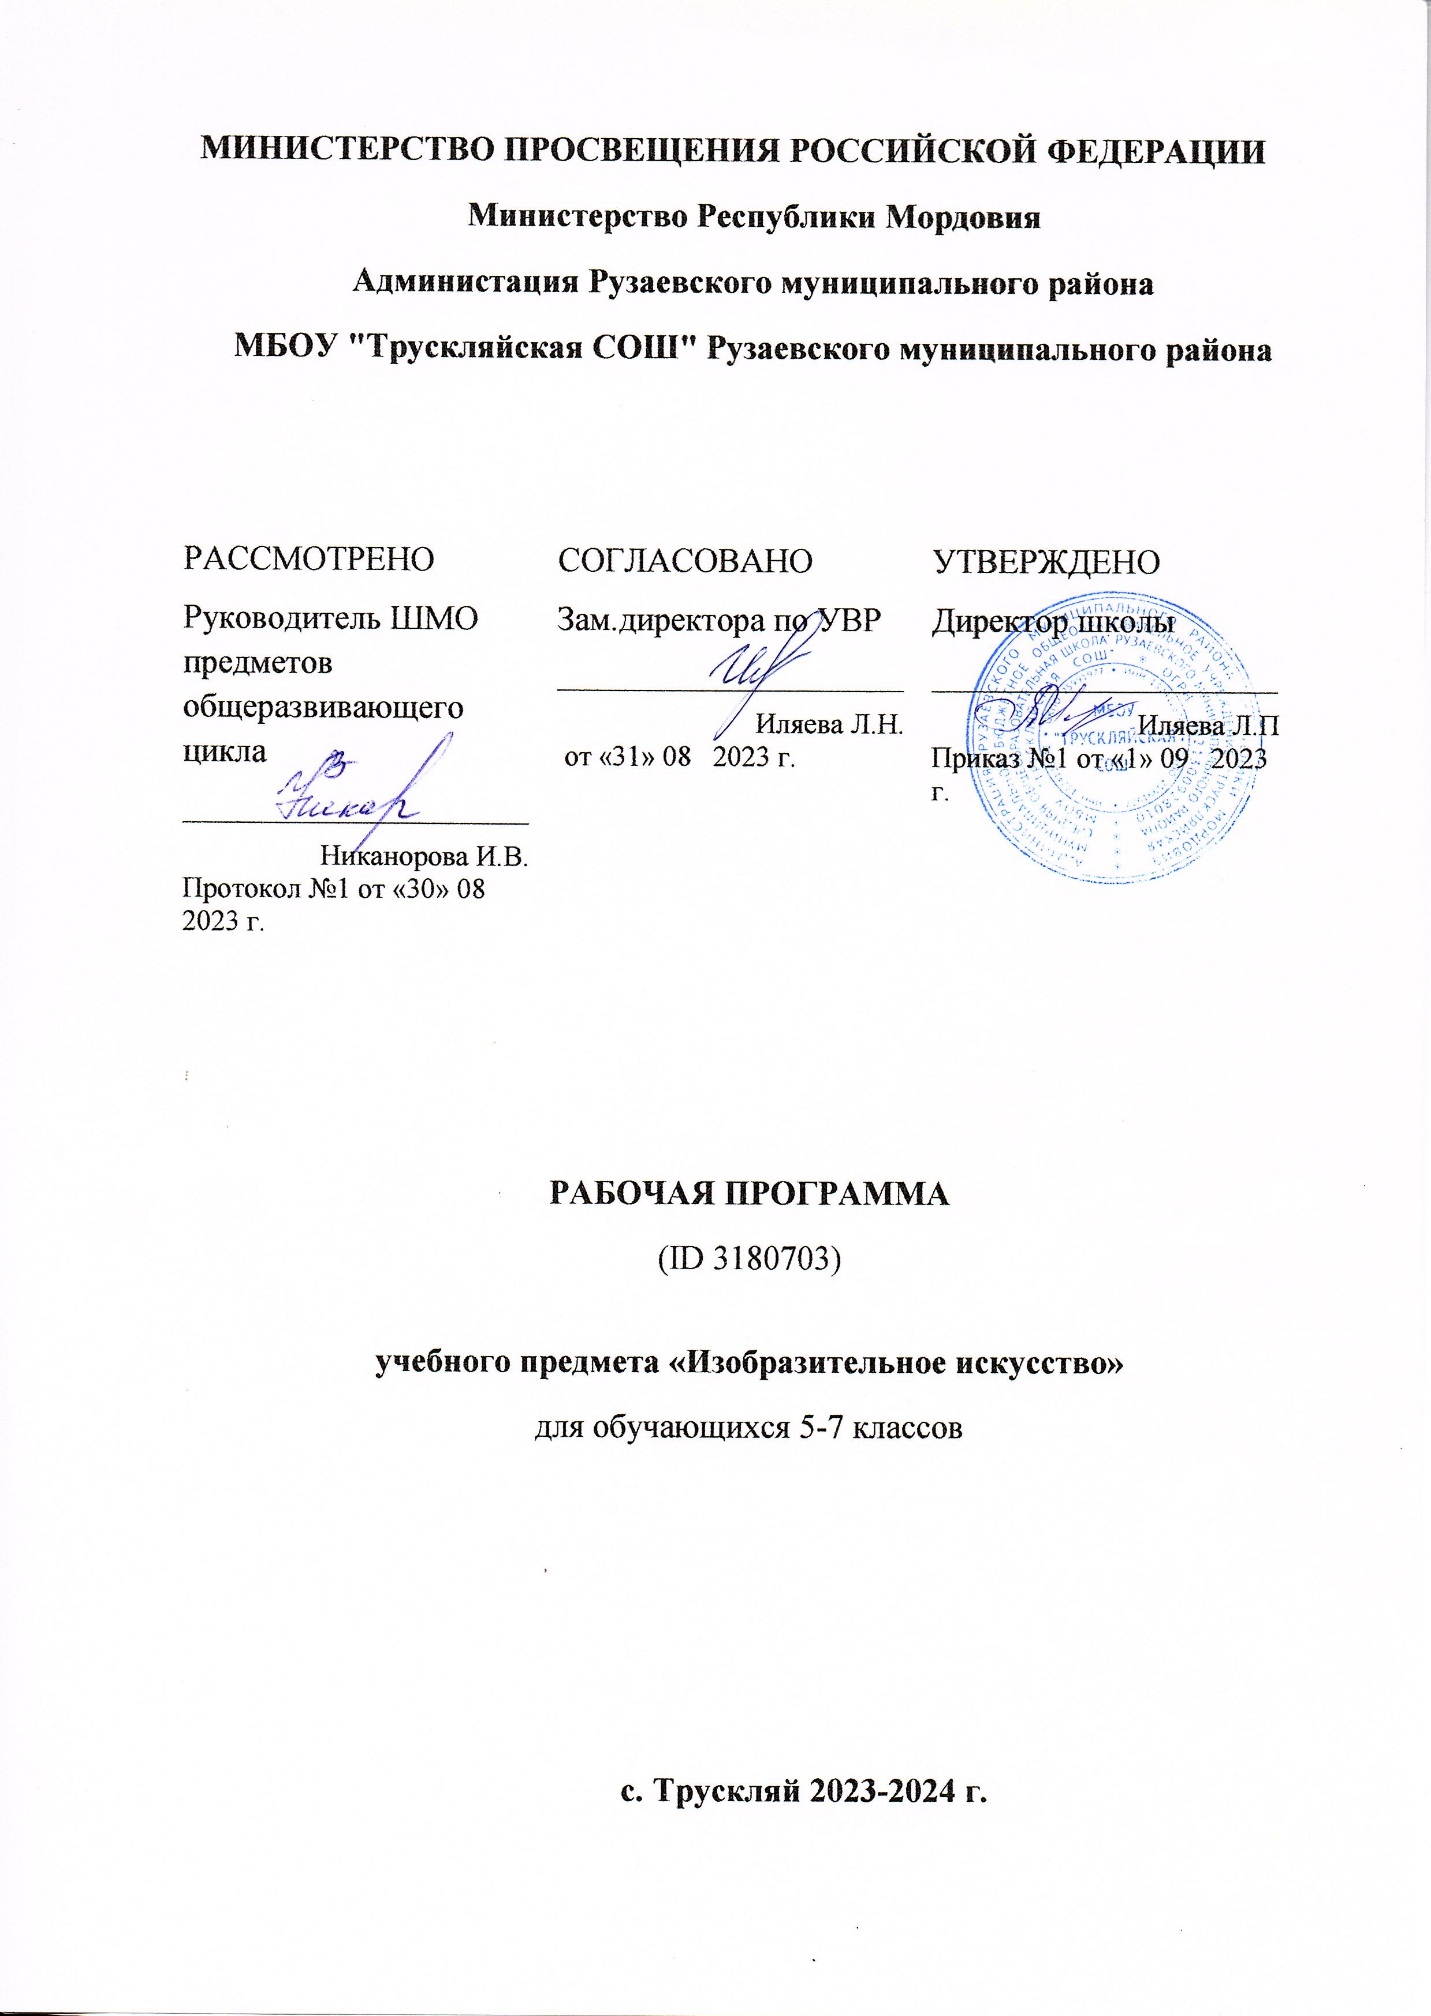 МИНИСТЕРСТВО ПРОСВЕЩЕНИЯ РОССИЙСКОЙ ФЕДЕРАЦИИ
Министерство Республики Мордовия
Администация Рузаевского муниципального района
МБОУ "Трускляйская СОШ" Рузаевского муниципального района
РАССМОТРЕНО
Руководитель ШМО
предметов
общеразвивающего
цикла
Никанорова И.В.
Протокол №1 от «30» 08
2023 г.
СОГЛАСОВАНО
Зам.директора по УВР
Иляева Л.Н.
от «31» 08 2023 г.
УТВЕРЖДЕНО
Директор школы
Иляева Л.П
Приказ №1 от «1» 09 2023
г.
МБОУ
"ТРУСКЛЯЙСКАЯ
СОШ"
РАБОЧАЯ ПРОГРАММА
(ID 3180703)
учебного предмета «Изобразительное искусство»
для обучающихся 5-7 классов
с. Трускляй 2023-2024 г.